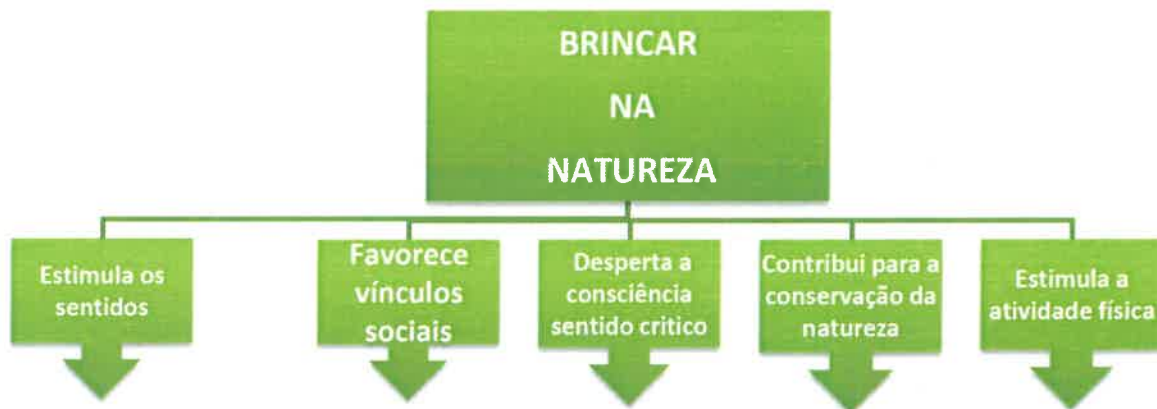 BRINCAR
NA
NATUREZA
Estimula os
sentidos
Favorece
vínculos
sociais
Desperta a
consciência
sentido critico
Contribui para a
conservação da
natureza
Estimula a
atividade física